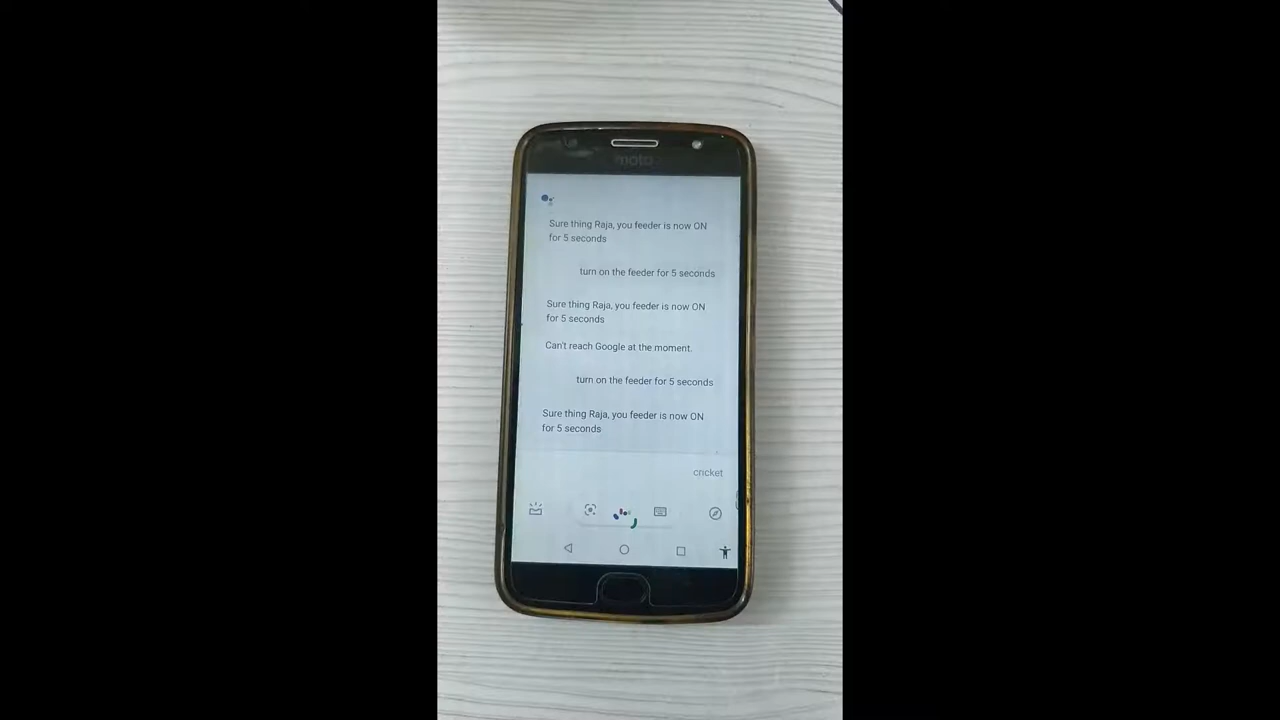 moto
Sure thing Raja, you feeder is now ON
for 5 seconds
turn on the feeder for 5 seconds
Sure thing Raja, you feeder is now ON
for 5 seconds
Can't reach Google at the moment.
turn on the feeder for 5 seconds
Sure thing Raja, you feeder is now ON
for 5 seconds
cricket